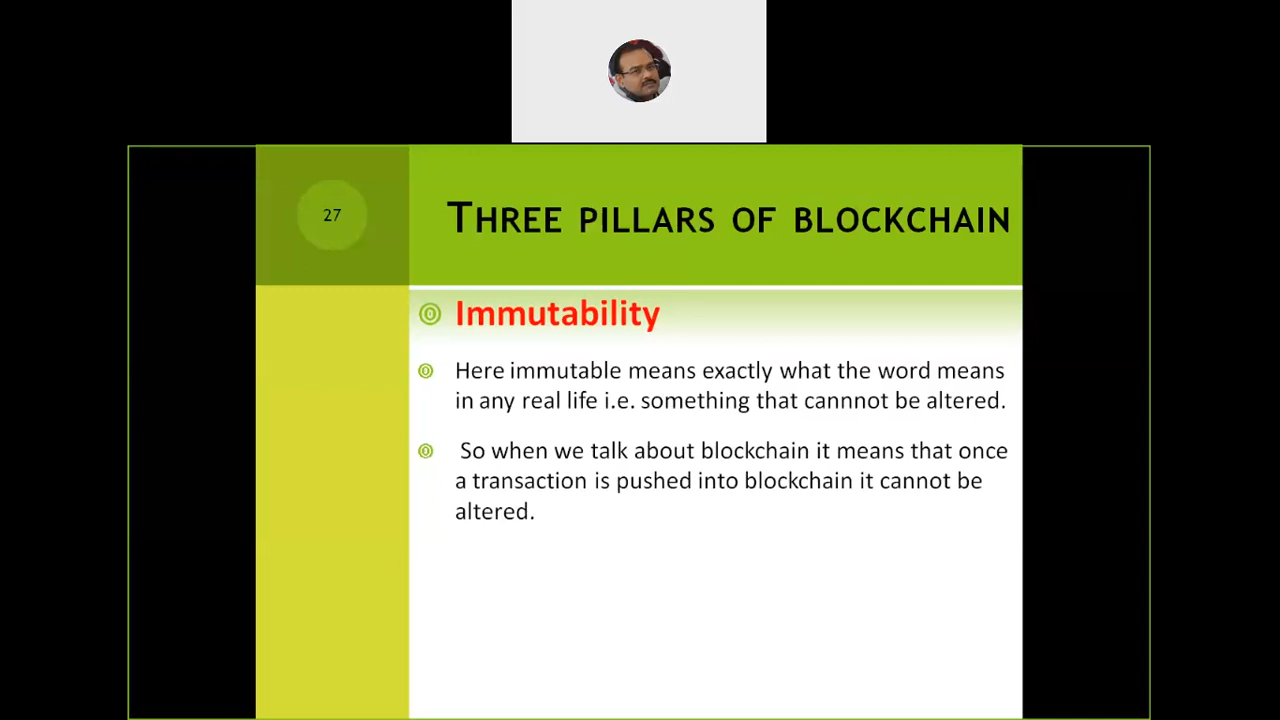 27
THREE PILLARS OF BLOCKCHAIN
Immutability
Here immutable means exactly what the word means
in any real life i.e. something that cannnot be altered.
So when we talk about blockchain it means that once
a transaction is pushed into blockchain it cannot be
altered.